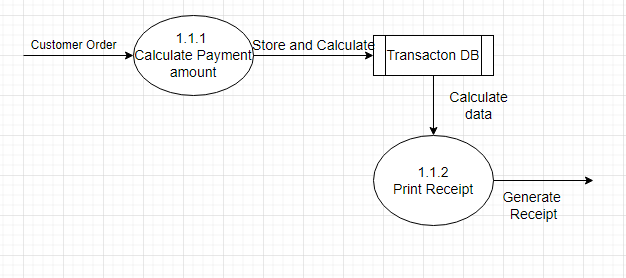 Customer Order
1.1.1
Calculate Payment
amount
Store and Calculate
Transacton DB
Calculate
data
1.1.2
Print Receipt
Generate
Receipt